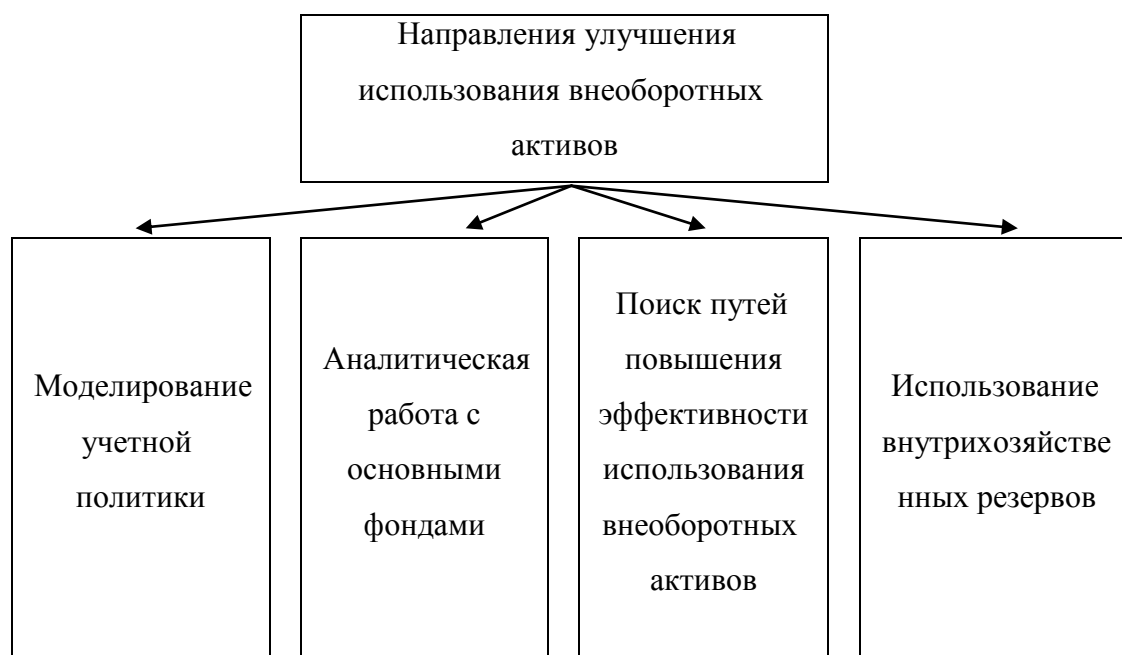 Направления улучшения
использования внеоборотных
активов
Моделирование
учетной
политики
Аналитическая
работа с
основными
фондами
Поиск путей
повышения
эффективности
использования
внеоборотных
активов
Использование
внутрихозяйстве
нных резервов